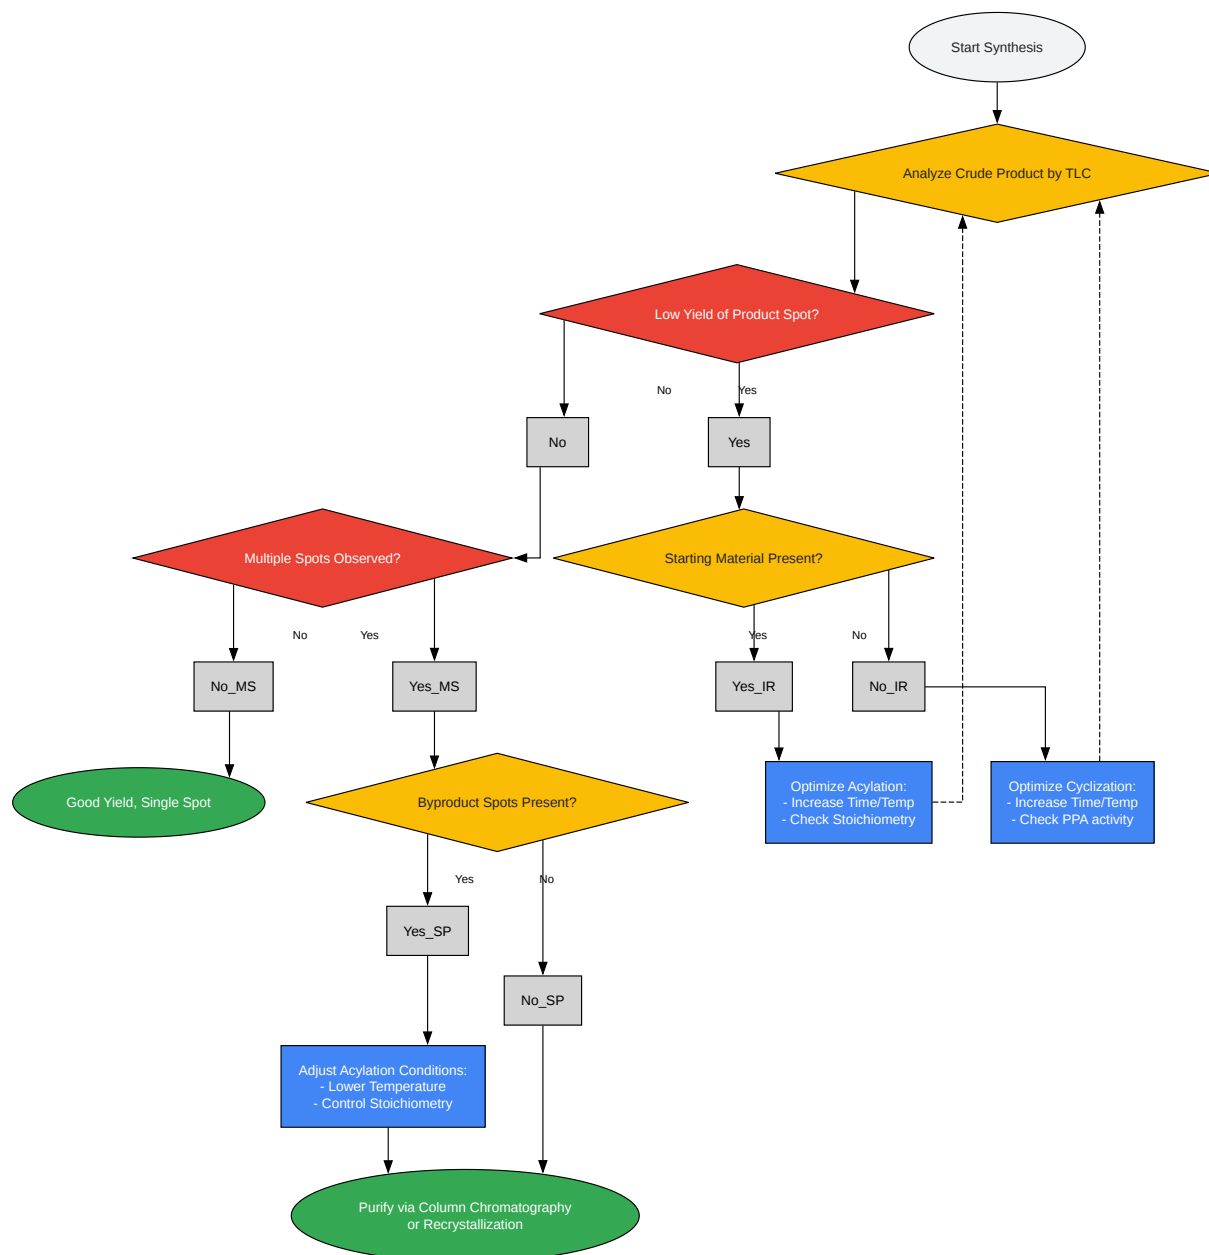 Start Synthesis
Analyze Crude Product by TLC
Low Yield of Product Spot?
No
Yes
No
Yes
Multiple Spots Observed?
Starting Material Present?
No
Yes
Yes
No
No_MS
Yes_MS
Yes_IR
No_IR
Good Yield, Single Spot
Byproduct Spots Present?
Optimize Acylation:
- Increase Time/Temp
- Check Stoichiometry
Optimize Cyclization:
- Increase Time/Temp
- Check PPA activity
Yes
No
Yes_SP
No_SP
Adjust Acylation Conditions:
- Lower Temperature
- Control Stoichiometry
Purify via Column Chromatography
or Recrystallization